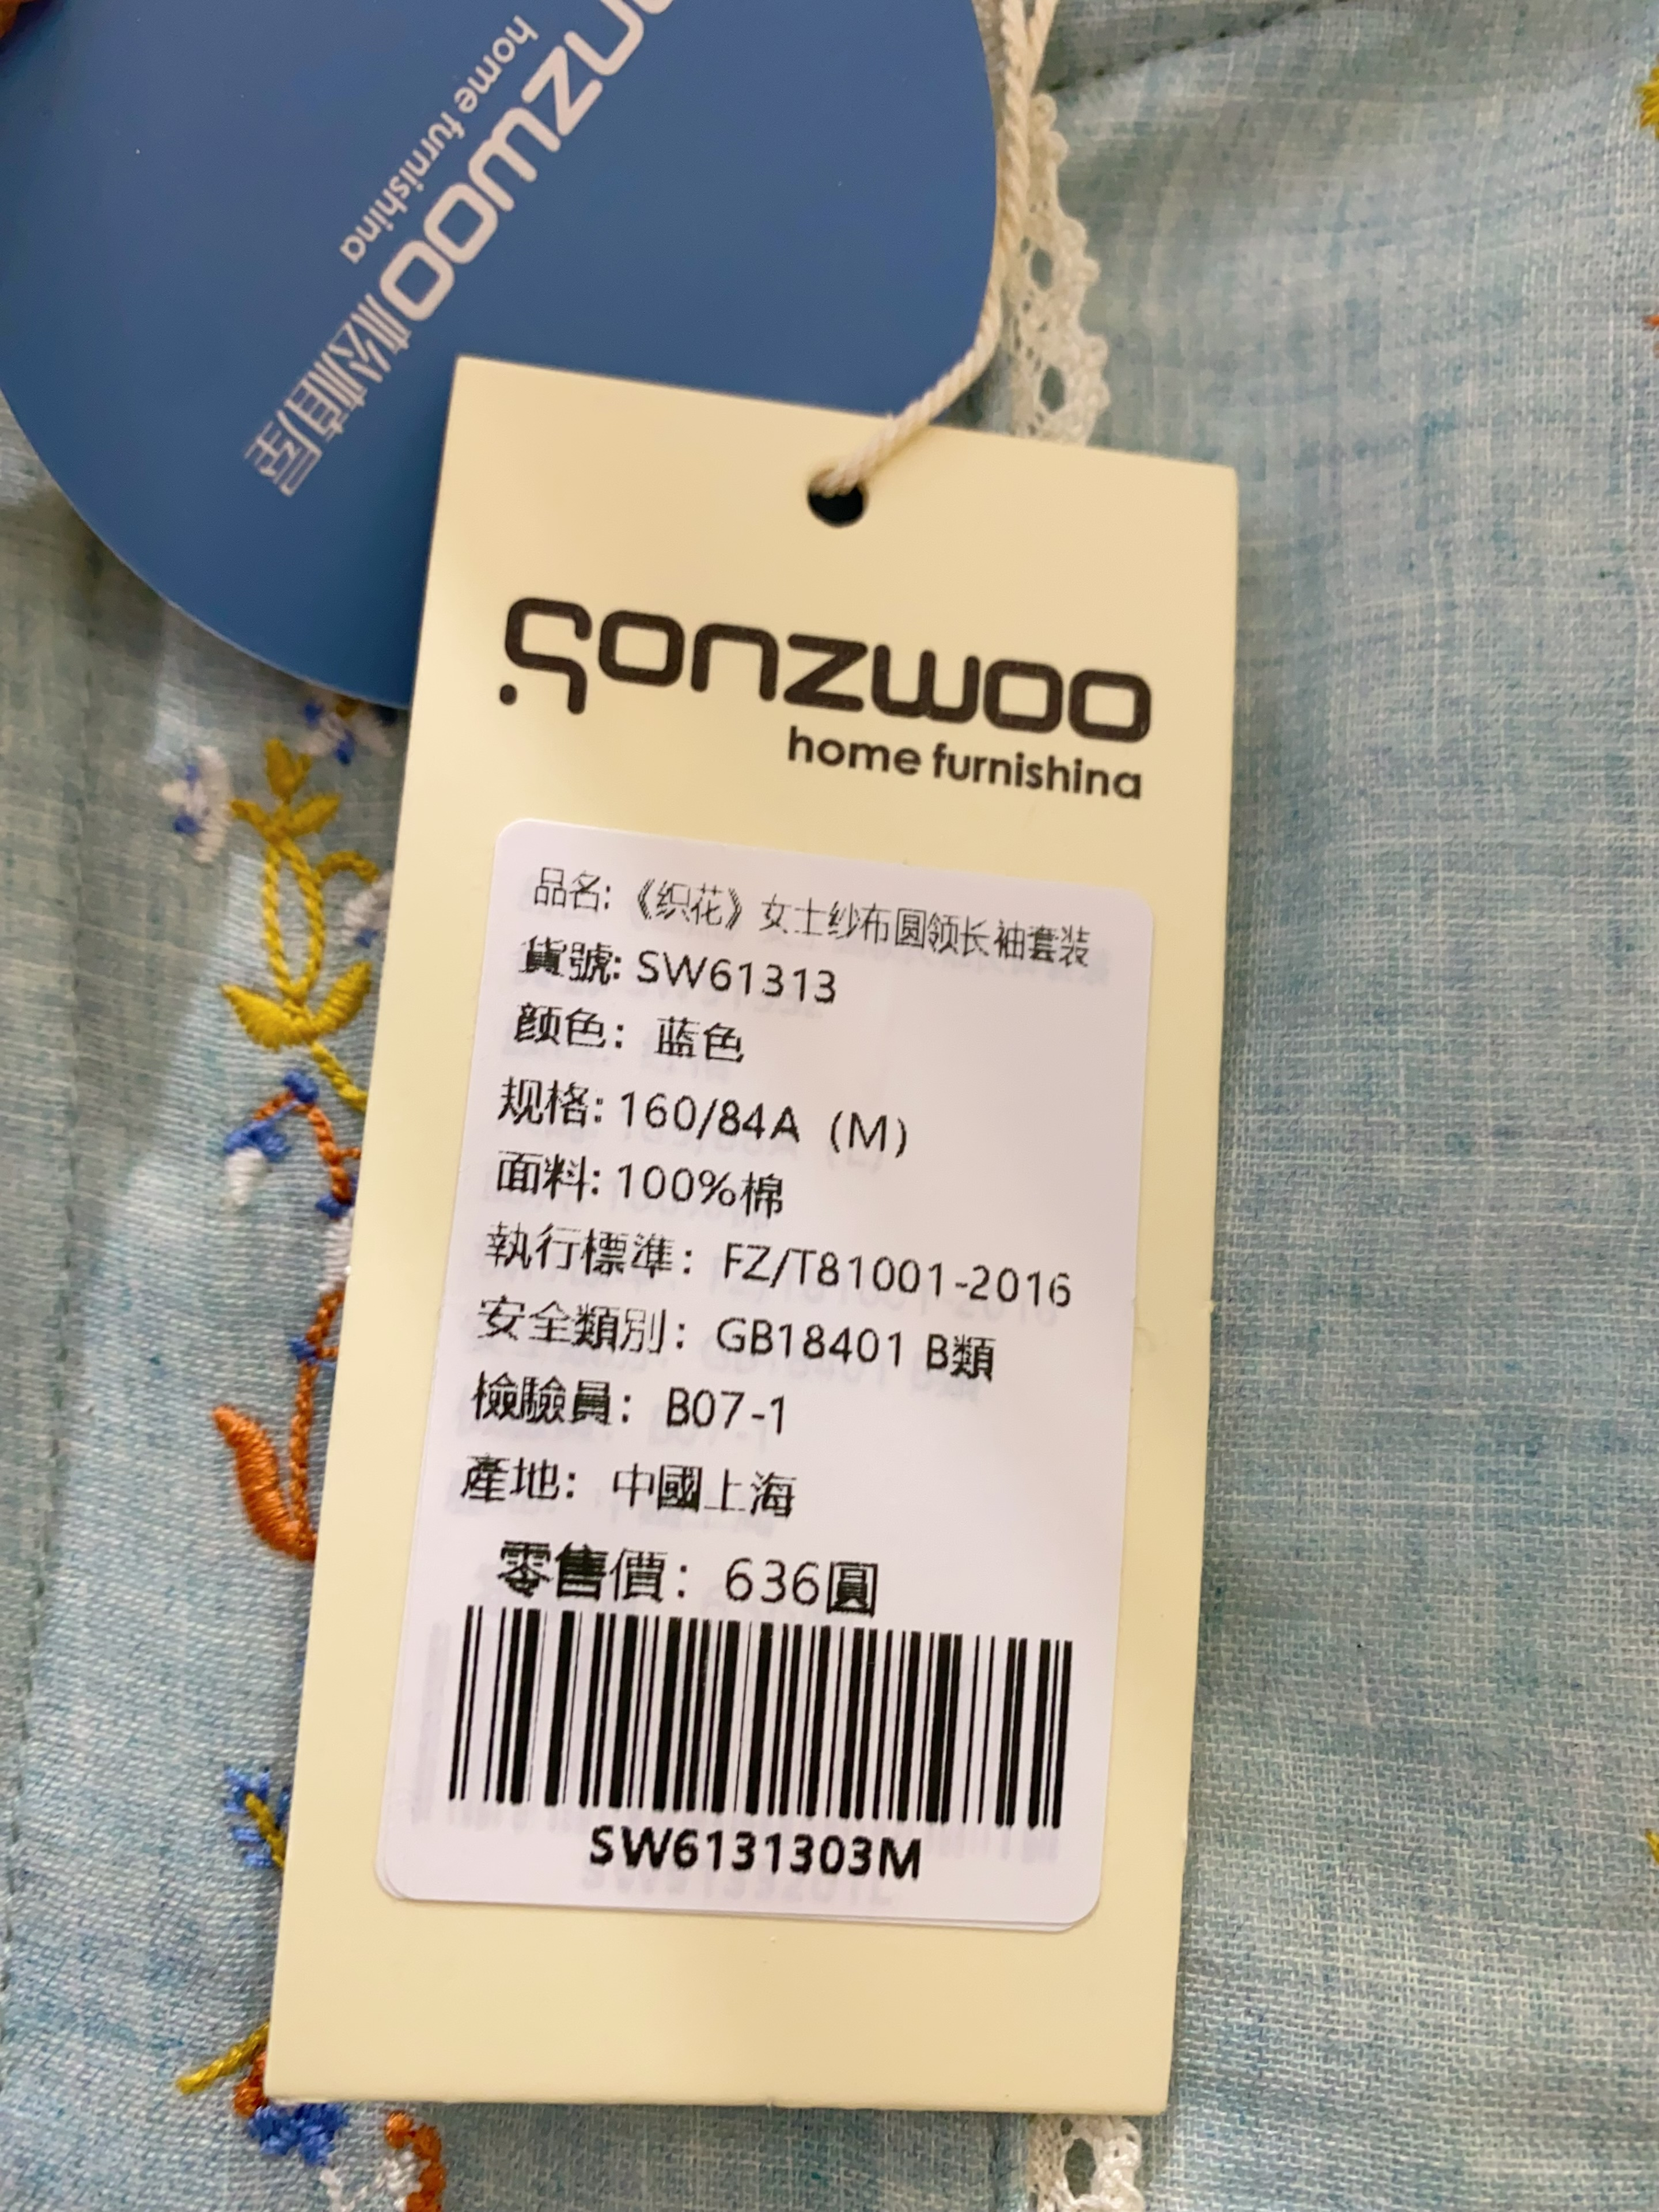 nzwoo
home furnishina
gonzwoo
home furnishina
品名:《织花》女士纱布圆领长袖套装
貨號: SW61313
颜色： 蓝色
规格: 160/84A（M）
面料: 100%棉
執行標準： FZ/T81001-2016
安全類別： GB18401 B類
檢驗員： B07-1
產地： 中國上海
零售價： 636圓
SW6131303M